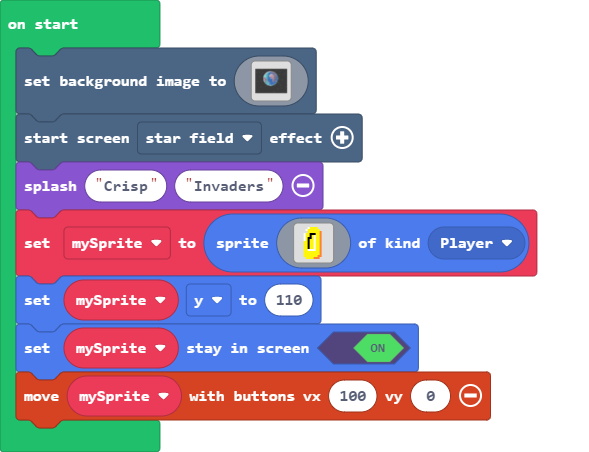 on start
set background image to
start screen star field effect
splash "Crisp" "Invaders"
set mySprite to sprite of kind Player
set mySprite y to 110
set mySprite stay in screen ON
move mySprite with buttons vx 100 vy 0